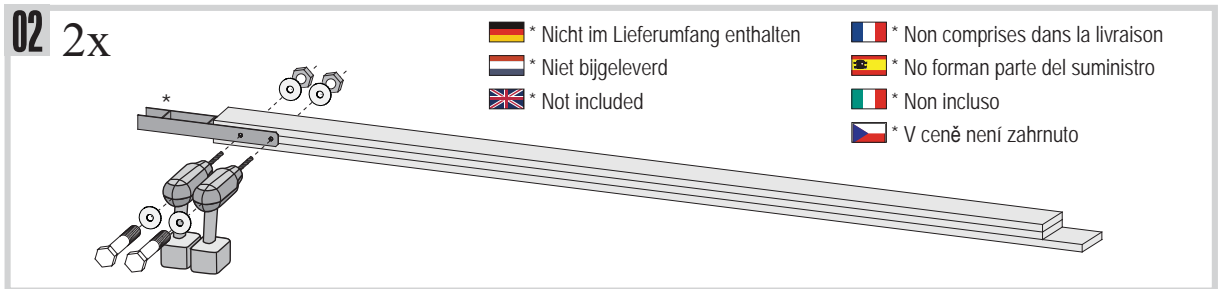 02 2x
* Nicht im Lieferumfang enthalten
* Niet bijgeleverd
* Not included
* Non comprises dans la livraison
* No forman parte del suministro
* Non incluso
* V ceně není zahrnuto
*